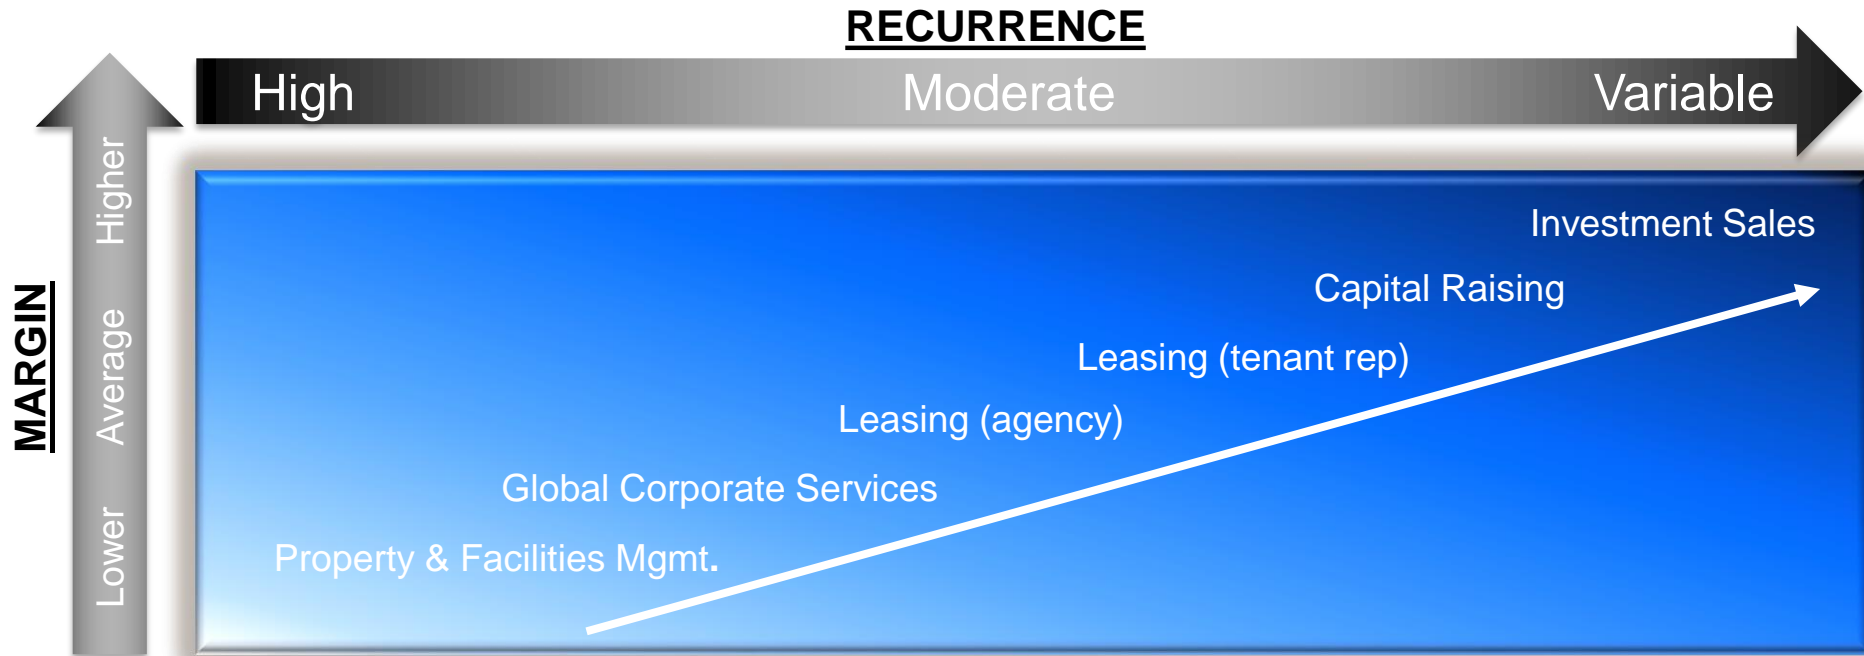 RECURRENCE
High Moderate Variable
MARGIN
Higher
Average
Lower
Investment Sales
Capital Raising
Leasing (tenant rep)
Leasing (agency)
Global Corporate Services
Property & Facilities Mgmt.